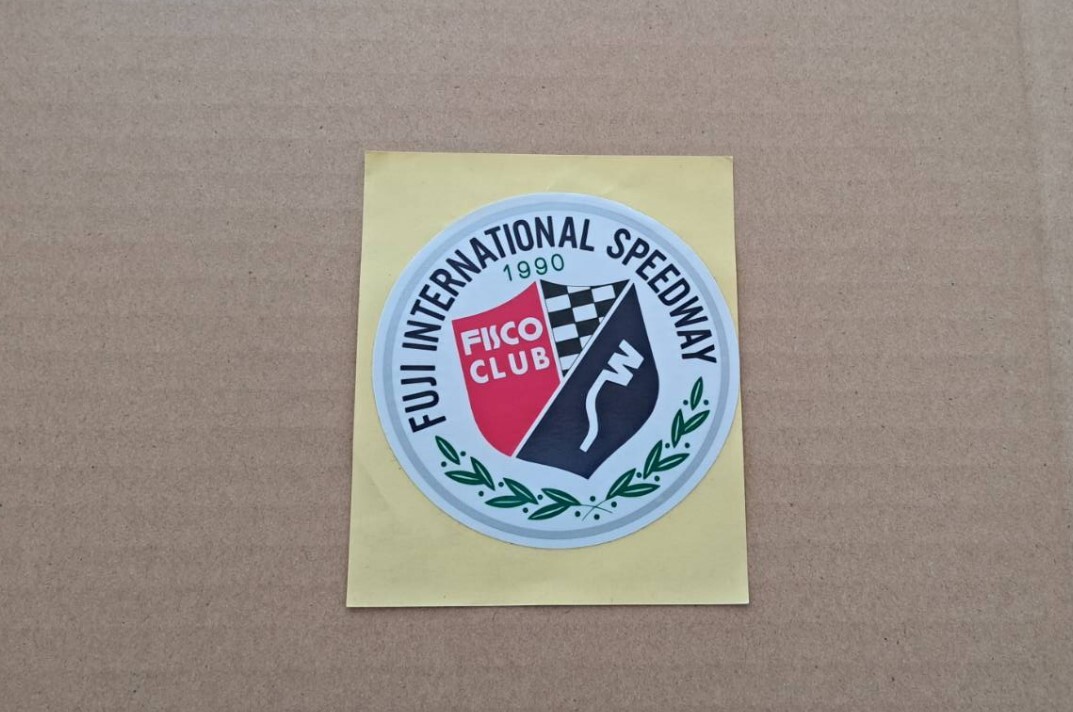 FUJI INTERNATIONAL SPEEDWAY
1990
FISCO
CLUB